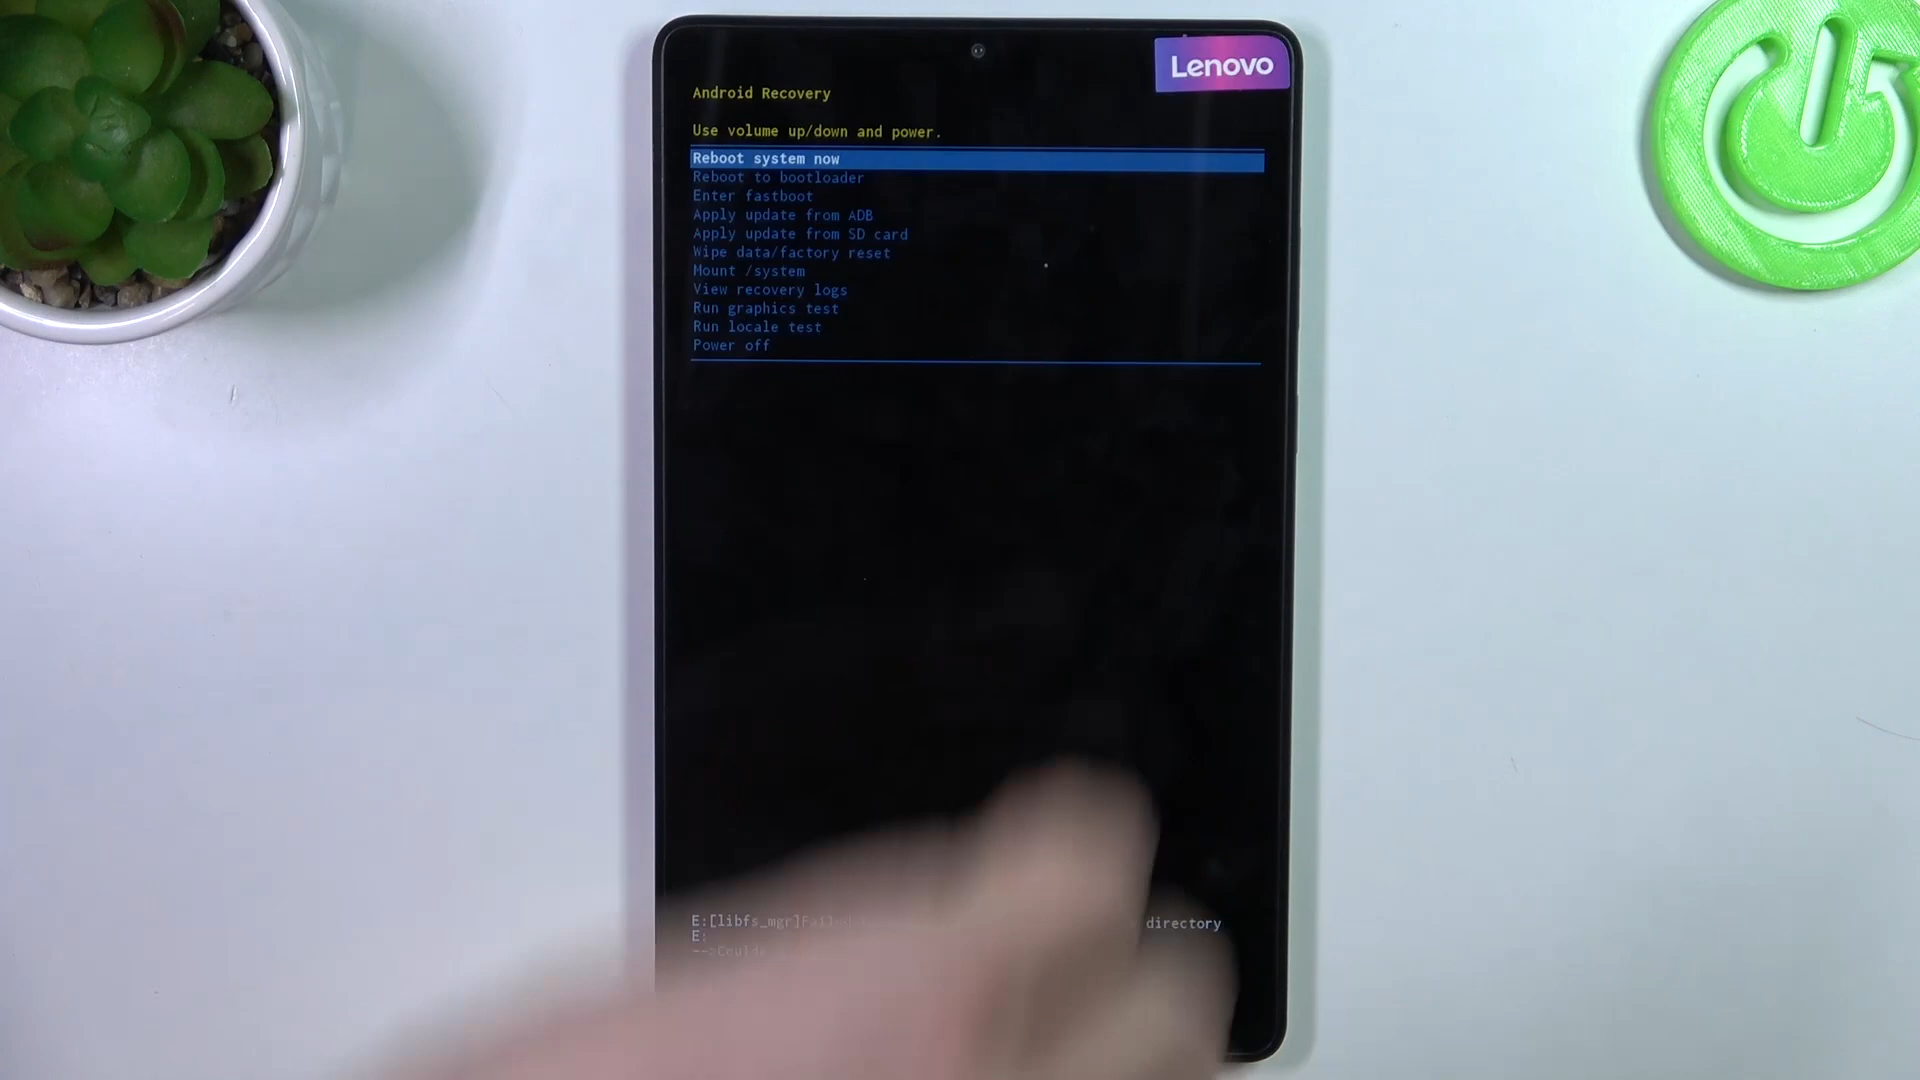 Lenovo
Android Recovery
Use volume up/down and power.
Reboot system now
Reboot to bootloader
Enter fastboot
Apply update from ADB
Apply update from SD card
Wipe data/factory reset
Mount /system
View recovery logs
Run graphics test
Run locale test
Power off
E:[libfs_mgr]Failed directory
E: